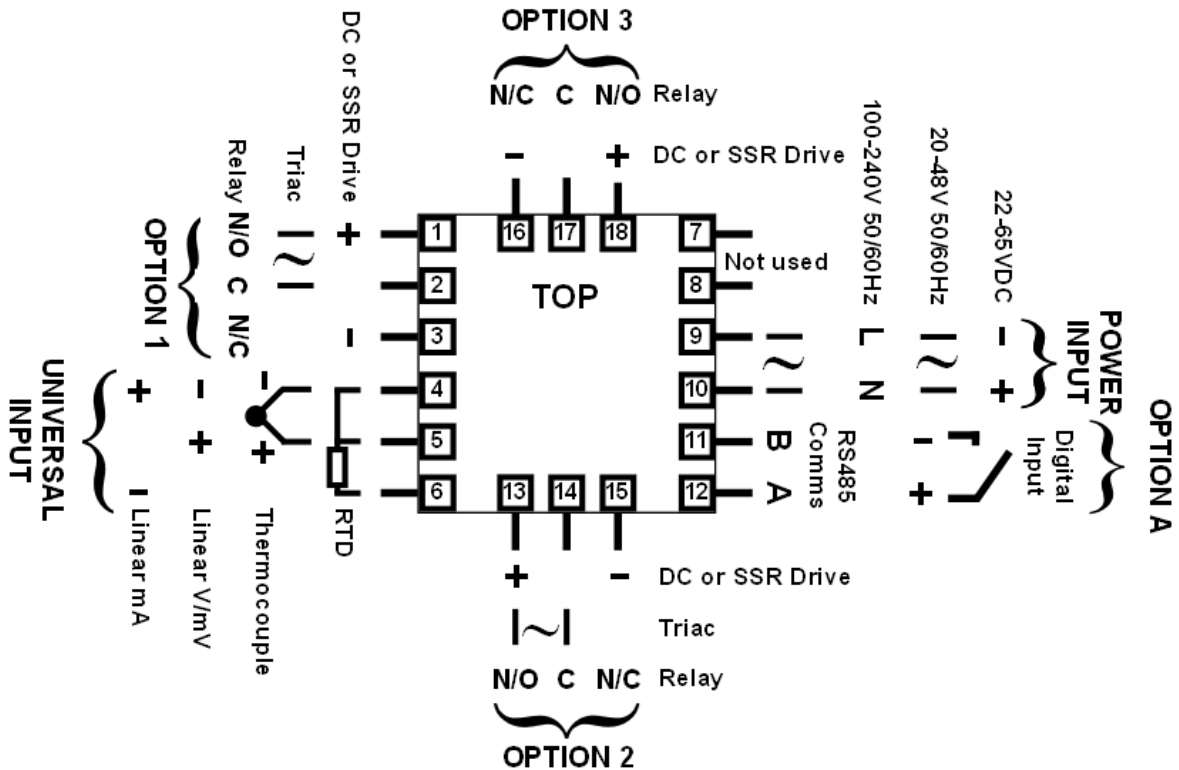 OPTION 3
N/C C N/O Relay
− + DC or SSR Drive
DC or SSR Drive
+
−
Triac
~
Relay N/O C N/C
OPTION 1
16 17 18
1
2
3
4
5
6
TOP
7
8
9
10
11
12
Not used
13 14 15
100-240V 50/60Hz
~
L
N
20-48V 50/60Hz
~
22-65VDC
−
+
POWER
INPUT
B
A
RS485
Comms
−
+
Digital
Input
OPTION A
UNIVERSAL
INPUT
+
− Linear mA
−
+
Linear V/mV
−
+
Thermocouple
RTD
+ − DC or SSR Drive
~ Triac
N/O C N/C Relay
OPTION 2